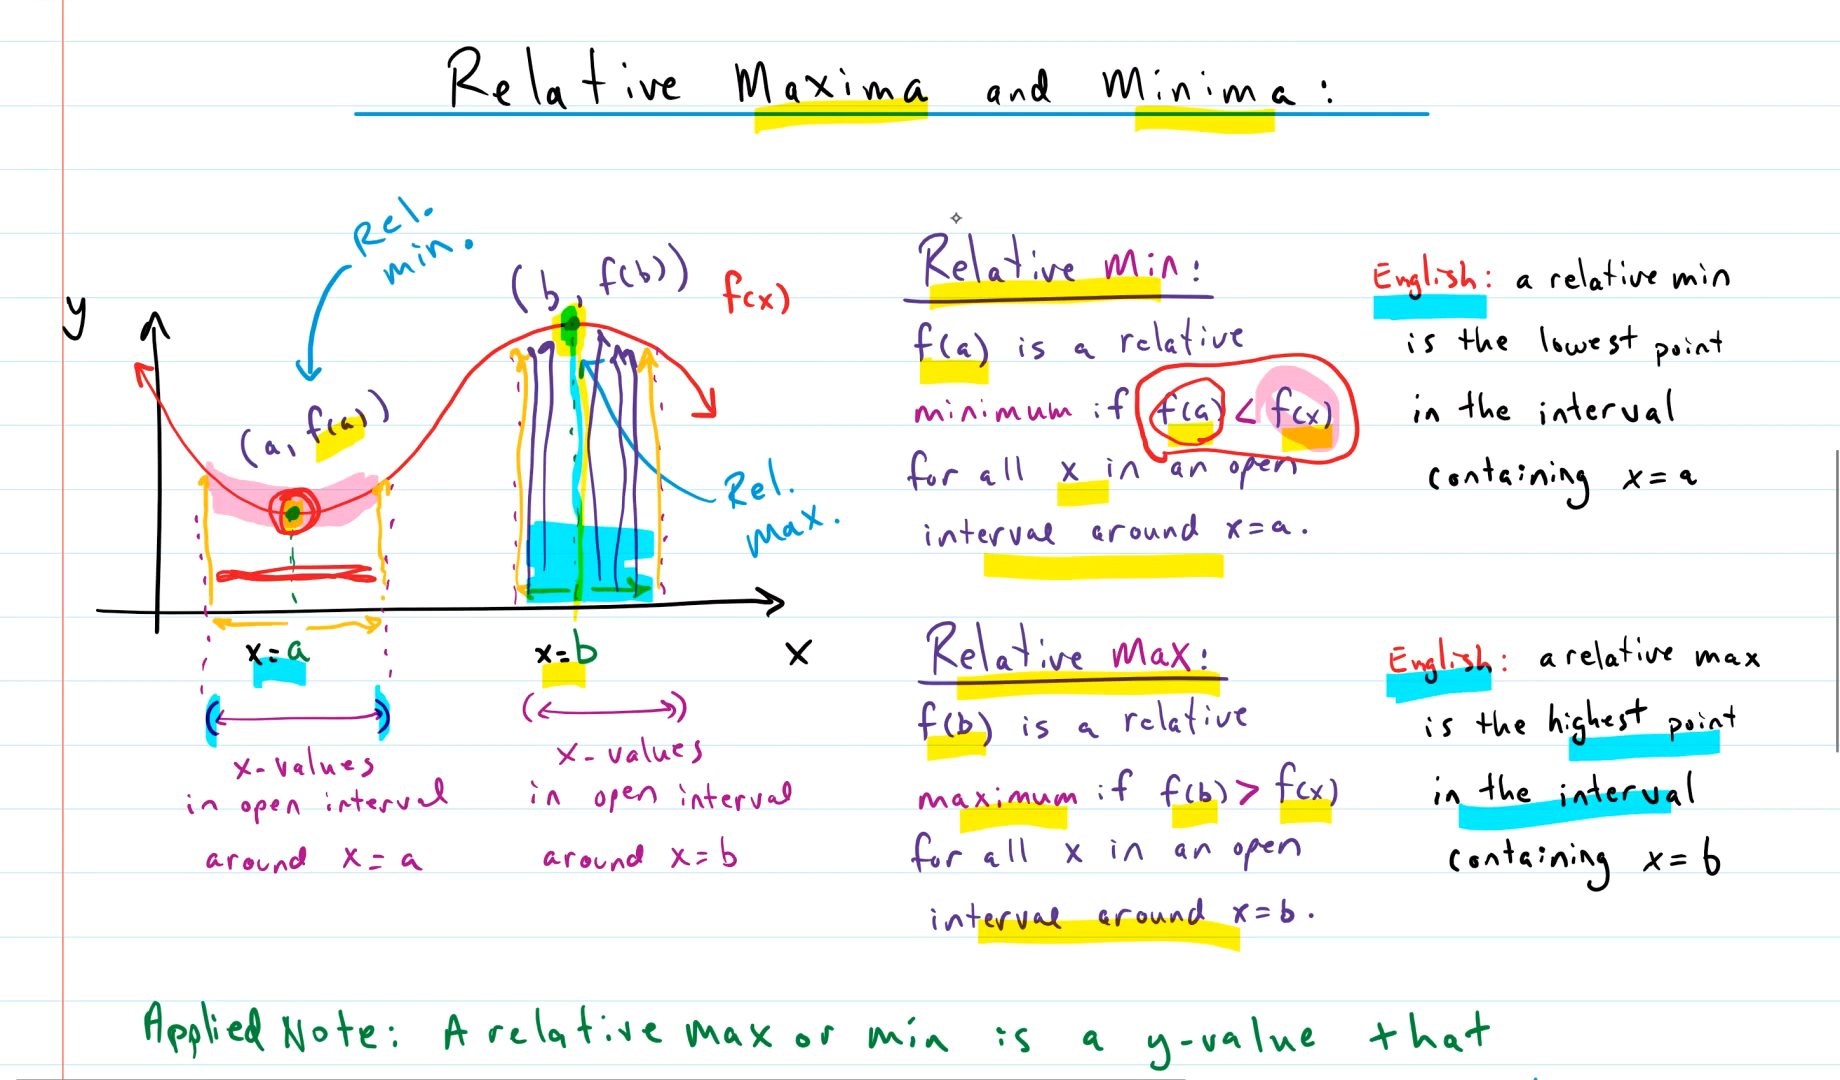 Relative Maxima and Minima:
Rel.
min.
(b, f(b))
f(x)
y
(a, f(a))
Rel.
max.
x=a
x=b
x
( )
( )
x-values
in open interval
around x=a
x-values
in open interval
around x=b
Relative Min:
f(a) is a relative
minimum if f(a) < f(x)
for all x in an open
interval around x=a.
English: a relative min
is the lowest point
in the interval
containing x=a
Relative Max:
f(b) is a relative
maximum if f(b) > f(x)
for all x in an open
interval around x=b.
English: a relative max
is the highest point
in the interval
containing x=b
Applied Note: A relative max or min is a y-value that